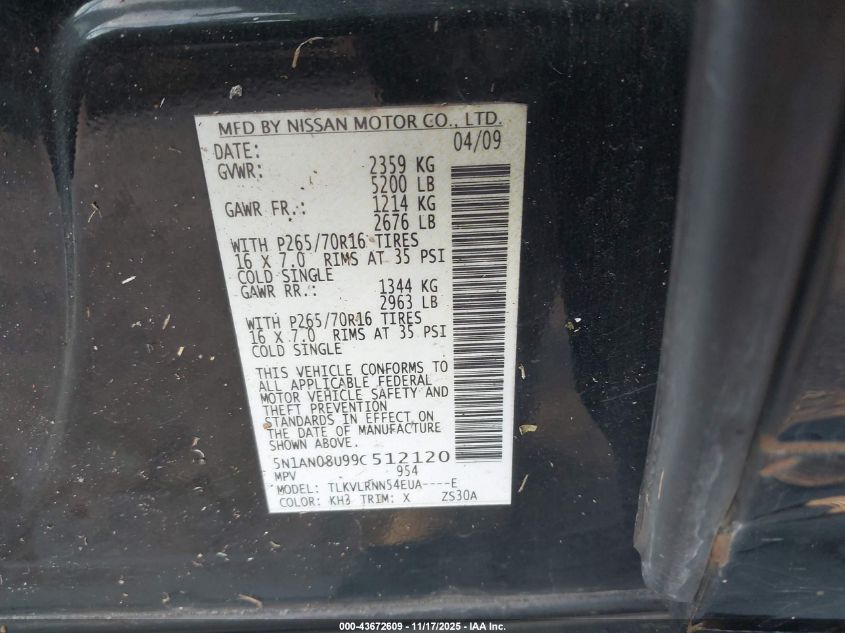 MFD BY NISSAN MOTOR CO., LTD.
DATE: 04/09
GVWR: 2359 KG
5200 LB
GAWR FR.: 1214 KG
2676 LB
WITH P265/70R16 TIRES
16 X 7.0 RIMS AT 35 PSI
COLD SINGLE
GAWR RR.: 1344 KG
2963 LB
WITH P265/70R16 TIRES
16 X 7.0 RIMS AT 35 PSI
COLD SINGLE
THIS VEHICLE CONFORMS TO
ALL APPLICABLE FEDERAL
MOTOR VEHICLE SAFETY AND
THEFT PREVENTION
STANDARDS IN EFFECT ON
THE DATE OF MANUFACTURE
SHOWN ABOVE.
5N1AN08U99C512120
MPV 954
MODEL: TLKVLRNN54EUA----E
COLOR: KH3 TRIM: X ZS30A
000-43672609 - 11/17/2025 - IAA Inc.